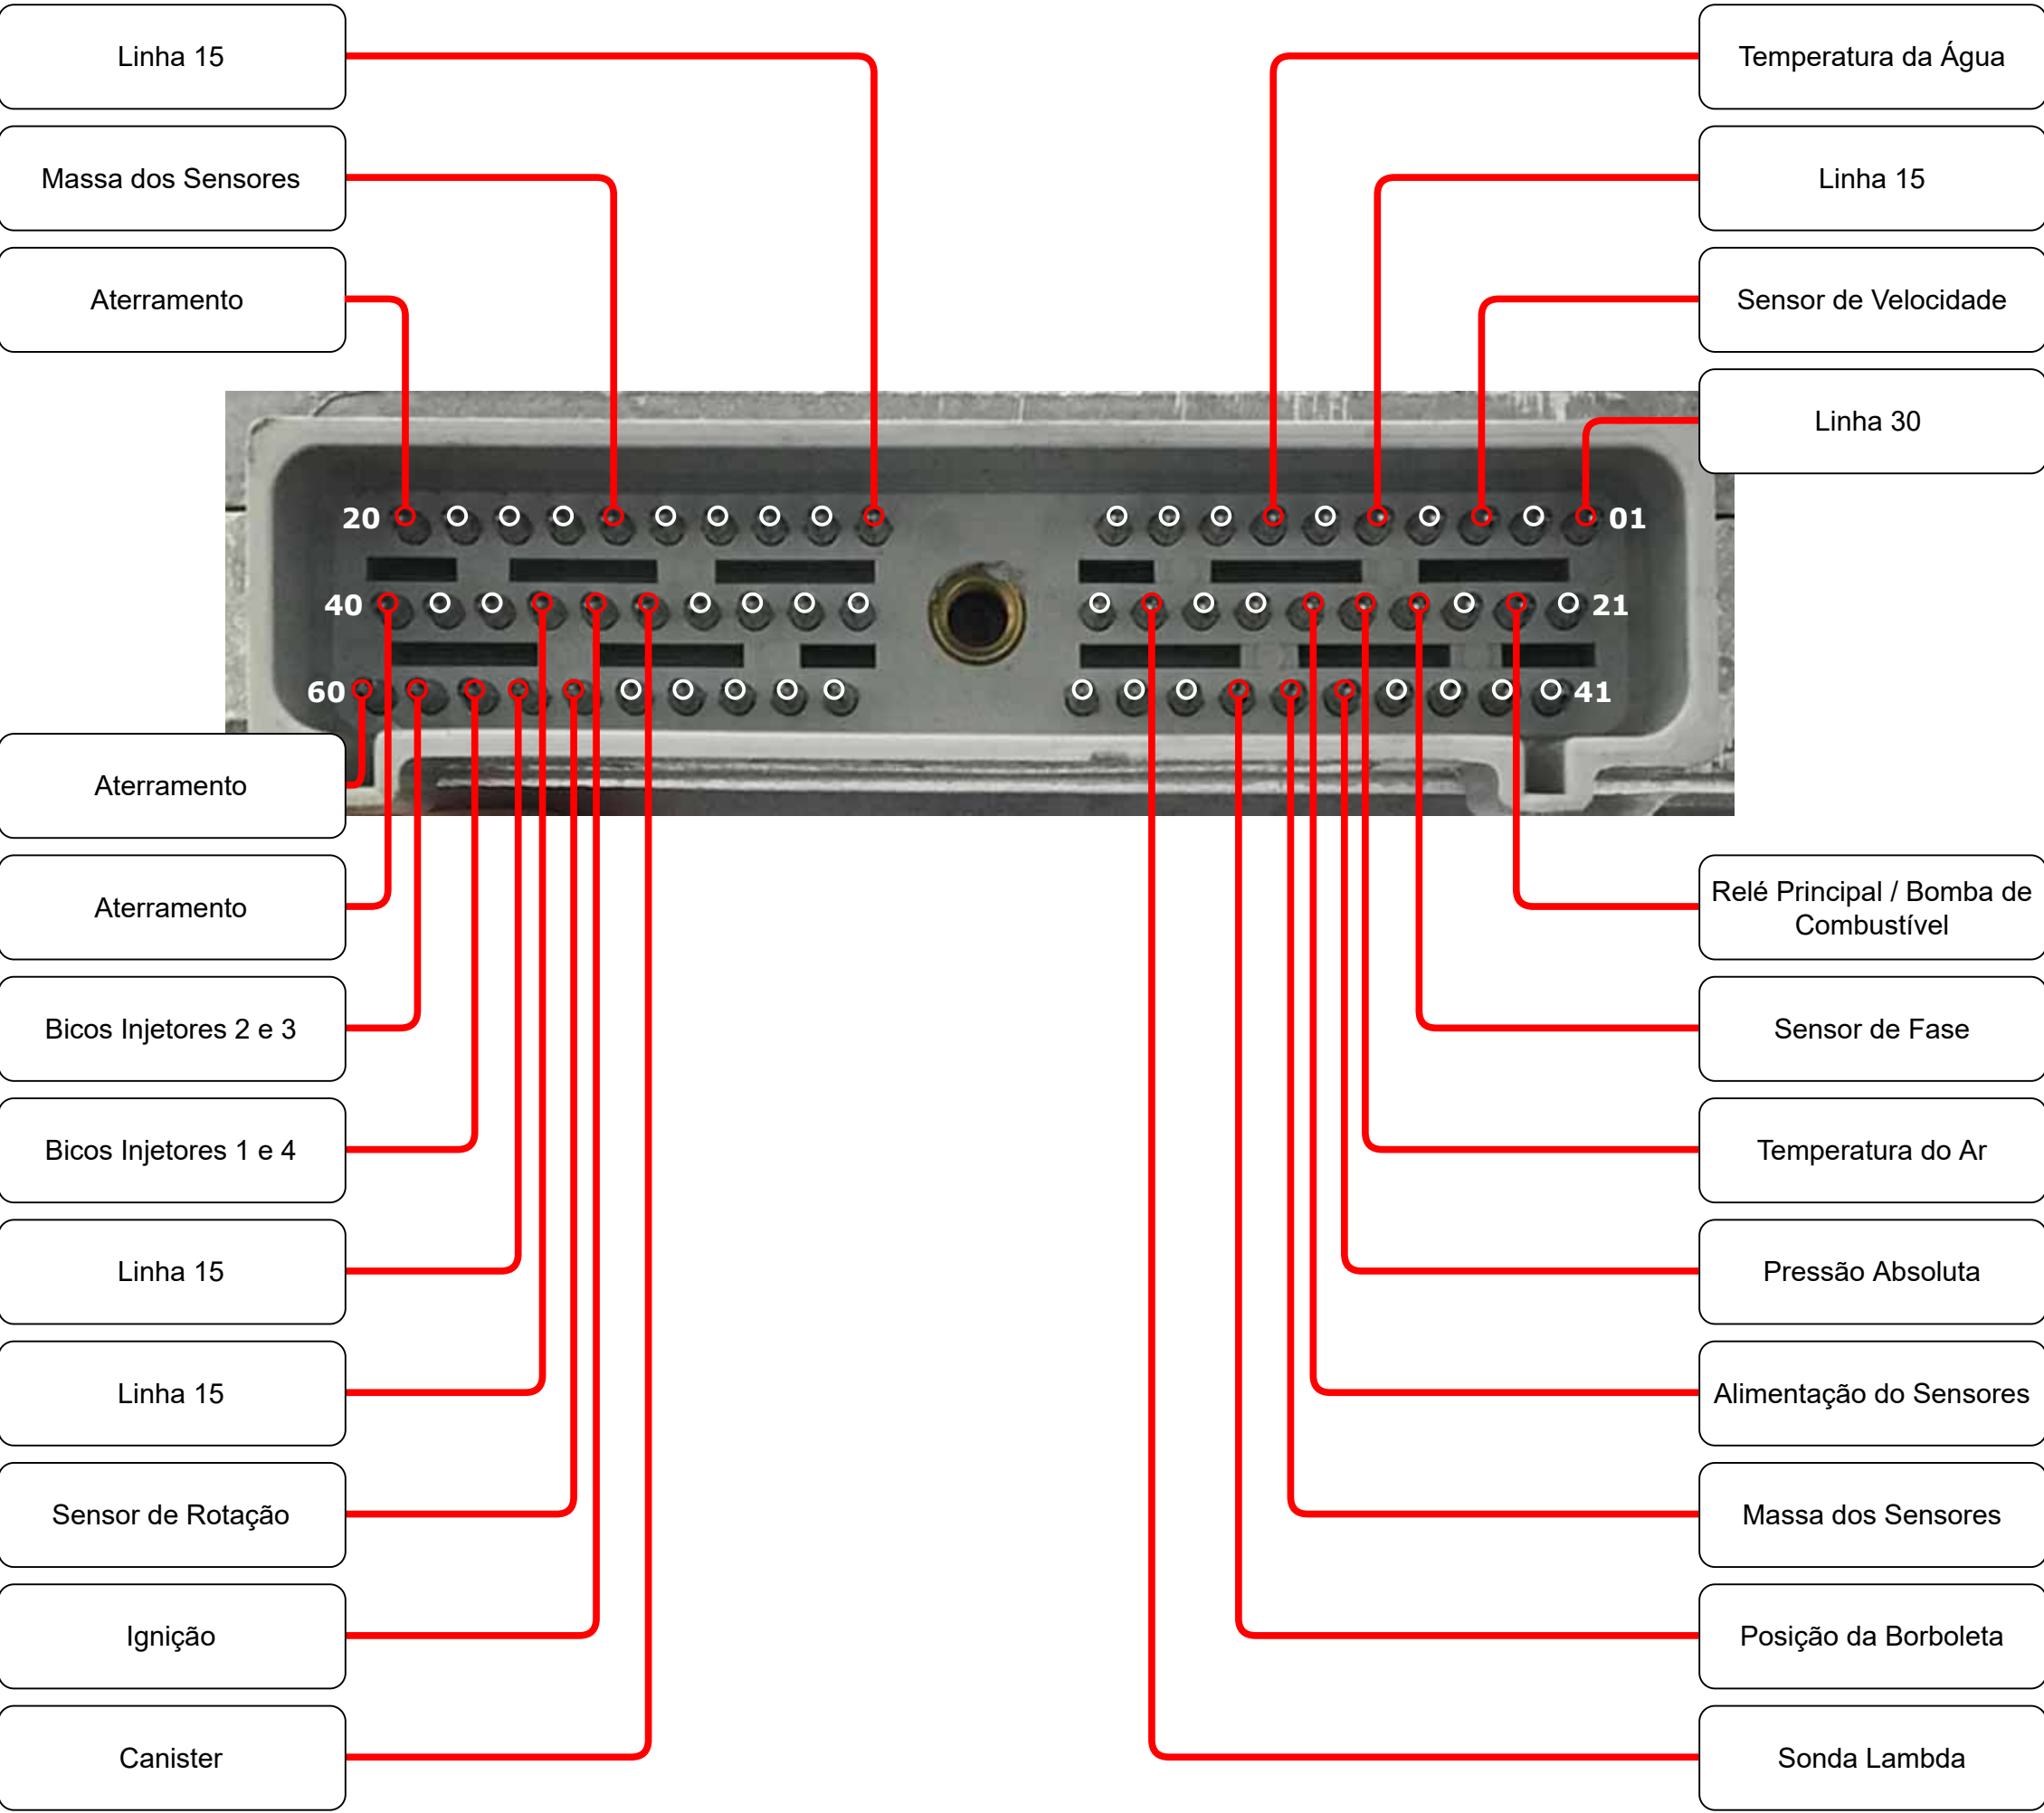 Linha 15
Temperatura da Água
Massa dos Sensores
Linha 15
Aterramento
Sensor de Velocidade
Linha 30
20
01
40
21
60
41
Aterramento
Aterramento
Relé Principal / Bomba de
Combustível
Bicos Injetores 2 e 3
Sensor de Fase
Bicos Injetores 1 e 4
Temperatura do Ar
Linha 15
Pressão Absoluta
Linha 15
Alimentação do Sensores
Sensor de Rotação
Massa dos Sensores
Ignição
Posição da Borboleta
Canister
Sonda Lambda